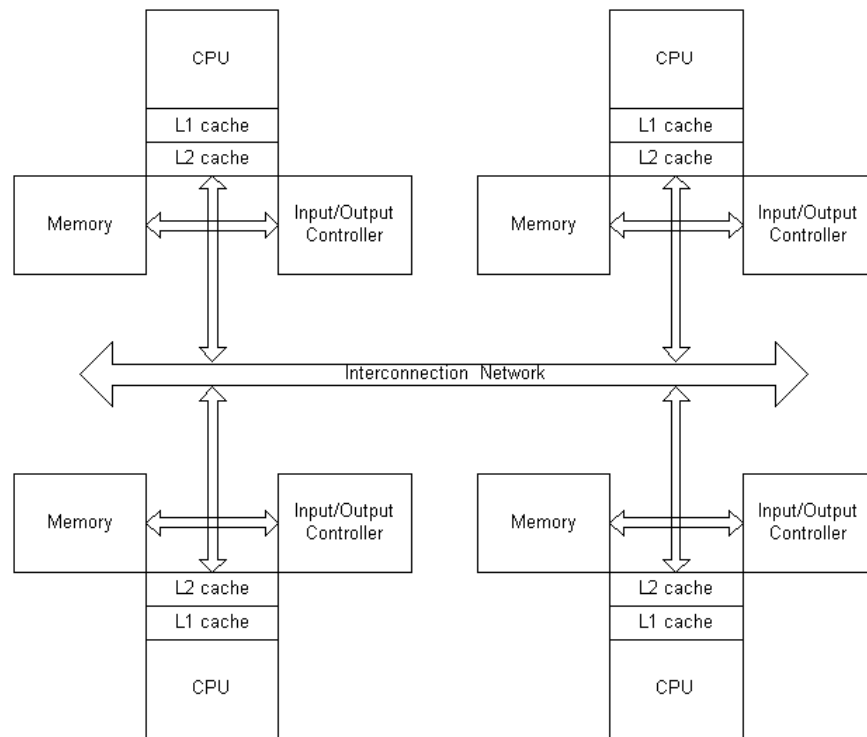 CPU
L1 cache
L2 cache
Memory
Input/Output
Controller
CPU
L1 cache
L2 cache
Memory
Input/Output
Controller
Interconnection Network
Memory
Input/Output
Controller
L2 cache
L1 cache
CPU
Memory
Input/Output
Controller
L2 cache
L1 cache
CPU